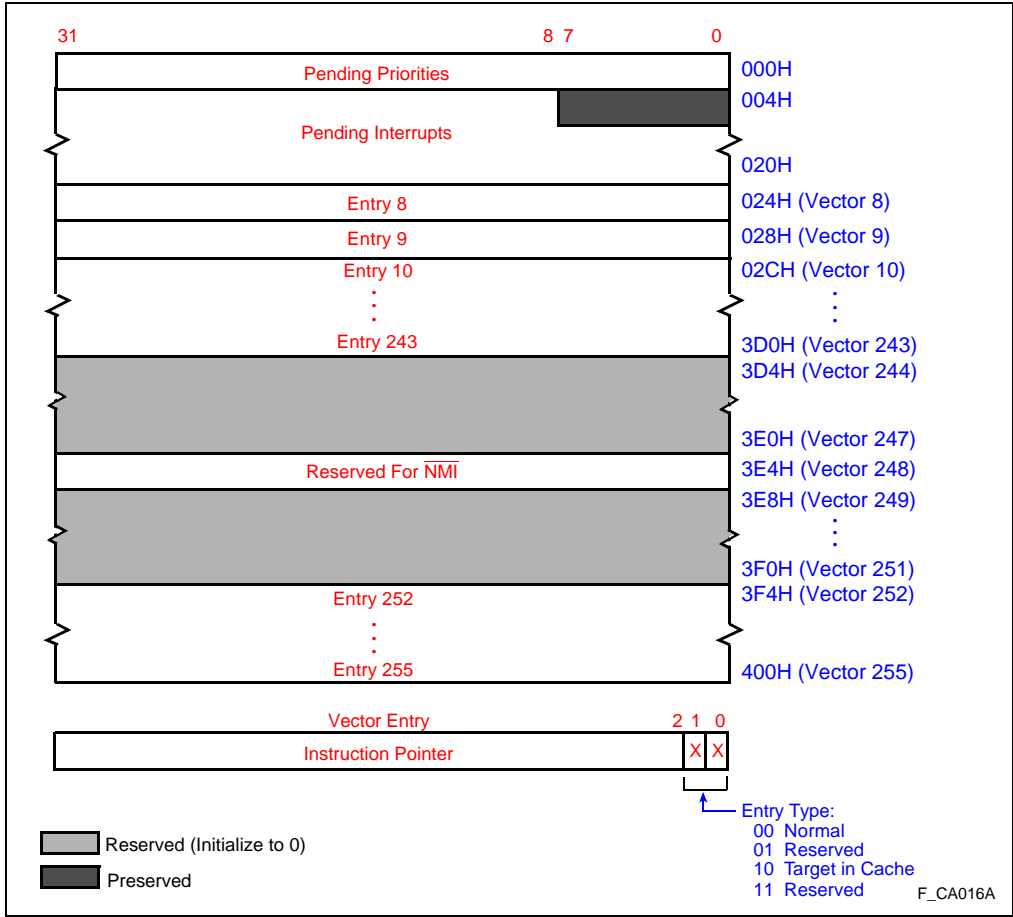 31 8 7 0
Pending Priorities 000H
004H
Pending Interrupts
020H
Entry 8 024H (Vector 8)
Entry 9 028H (Vector 9)
Entry 10 02CH (Vector 10)
Entry 243 3D0H (Vector 243)
3D4H (Vector 244)
3E0H (Vector 247)
Reserved For NMI 3E4H (Vector 248)
3E8H (Vector 249)
3F0H (Vector 251)
Entry 252 3F4H (Vector 252)
Entry 255 400H (Vector 255)
Vector Entry 2 1 0
Instruction Pointer X X
Entry Type:
00 Normal
01 Reserved
10 Target in Cache
11 Reserved
Reserved (Initialize to 0)
Preserved
F_CA016A